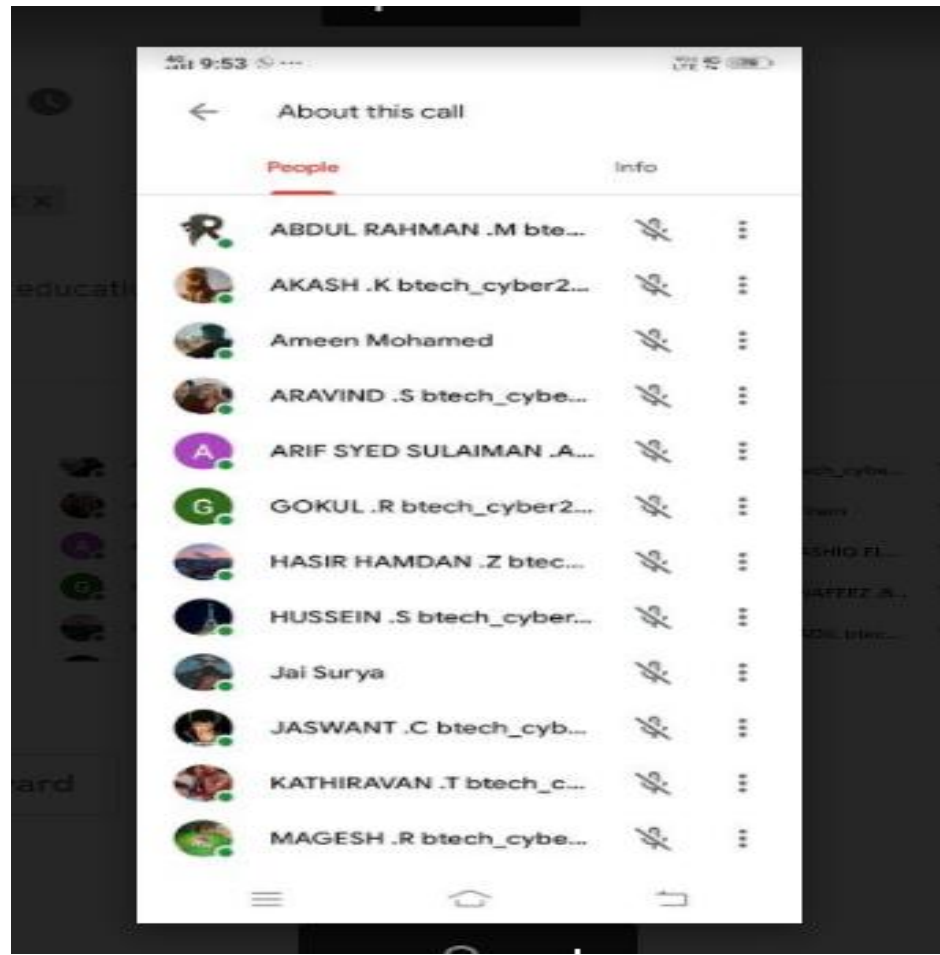 9:53
About this call
People Info
ABDUL RAHMAN .M bte...
AKASH .K btech_cyber2...
Ameen Mohamed
ARAVIND .S btech_cybe...
A ARIF SYED SULAIMAN .A...
G GOKUL .R btech_cyber2...
HASIR HAMDAN .Z btec...
HUSSEIN .S btech_cyber...
Jai Surya
JASWANT .C btech_cyb...
KATHIRAVAN .T btech_c...
MAGESH .R btech_cybe...